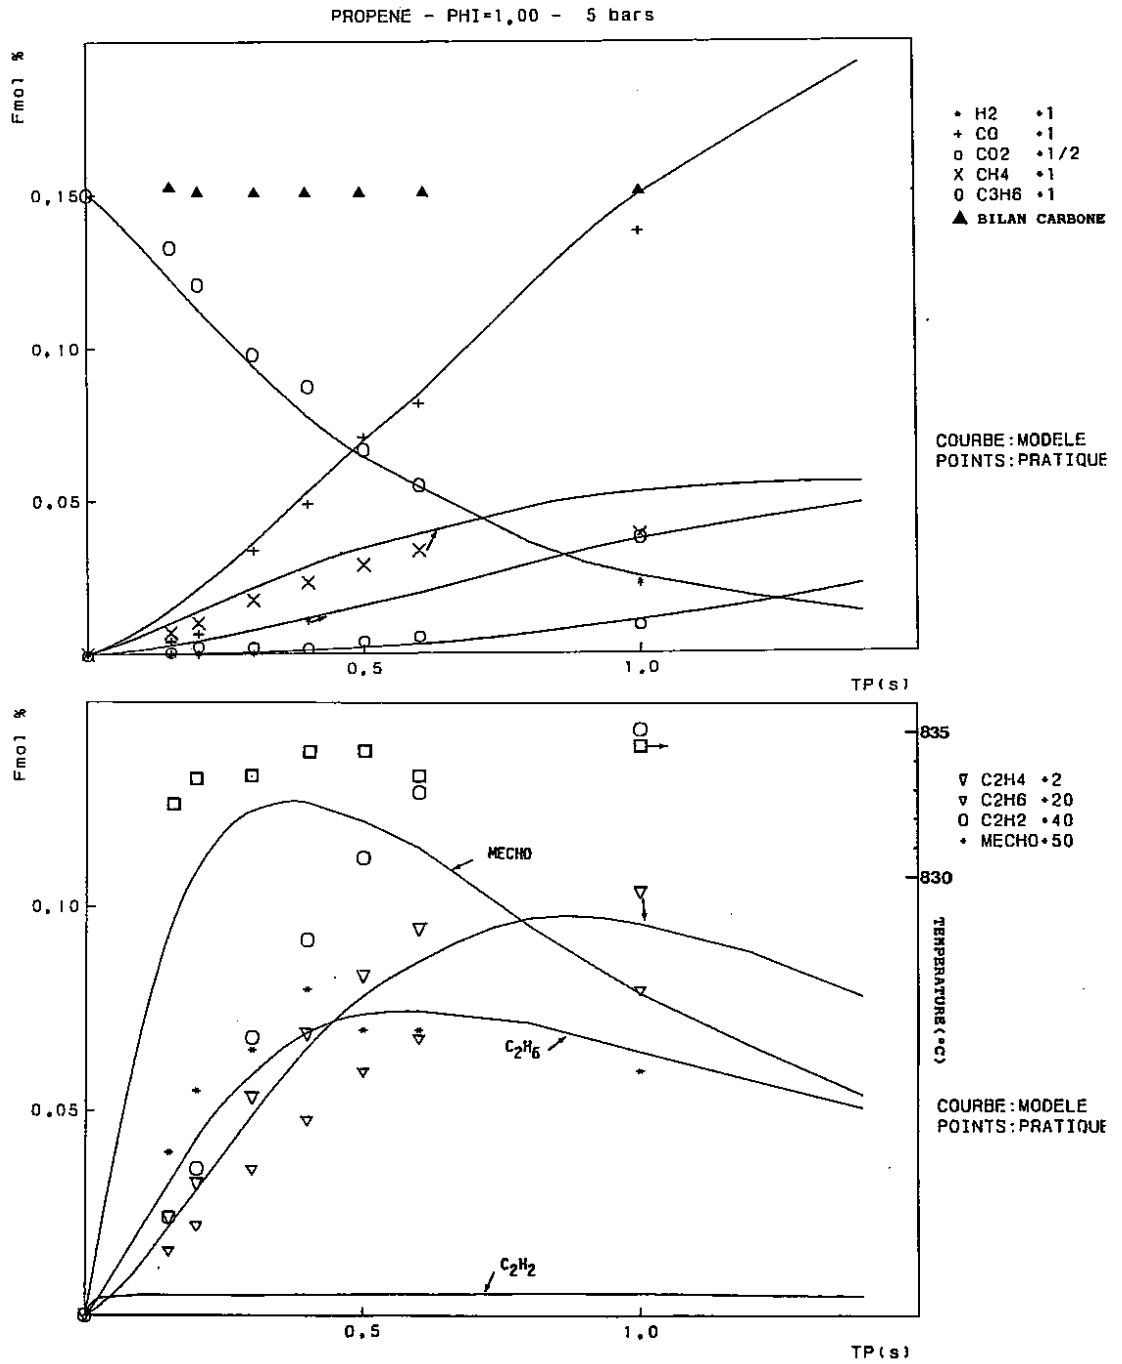 PROPENE - PHI=1,00 - 5 bars
Fmol %
* H2 *1
+ CO *1
o CO2 *1/2
X CH4 *1
O C3H6 *1
▲ BILAN CARBONE
0,15
0,10
0,05
COURBE:MODELE
POINTS:PRATIQUE
0,5
1,0
TP(s)
Fmol %
835
∇ C2H4 *2
∇ C2H6 *20
O C2H2 *40
* MECHO*50
MECHO
830
0,10
TEMPERATURE(°C)
C2H6
0,05
COURBE:MODELE
POINTS:PRATIQUE
C2H2
0,5
1,0
TP(s)